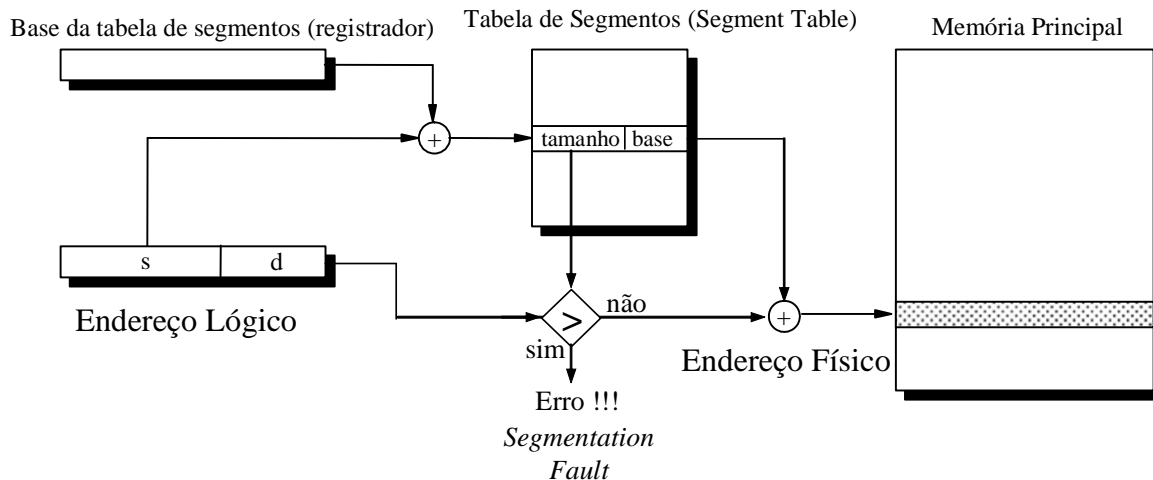 Base da tabela de segmentos (registrador)
Tabela de Segmentos (Segment Table)
Memória Principal
+
tamanho base
s d
Endereço Lógico
>
não
sim
+
Endereço Físico
Erro !!!
Segmentation
Fault